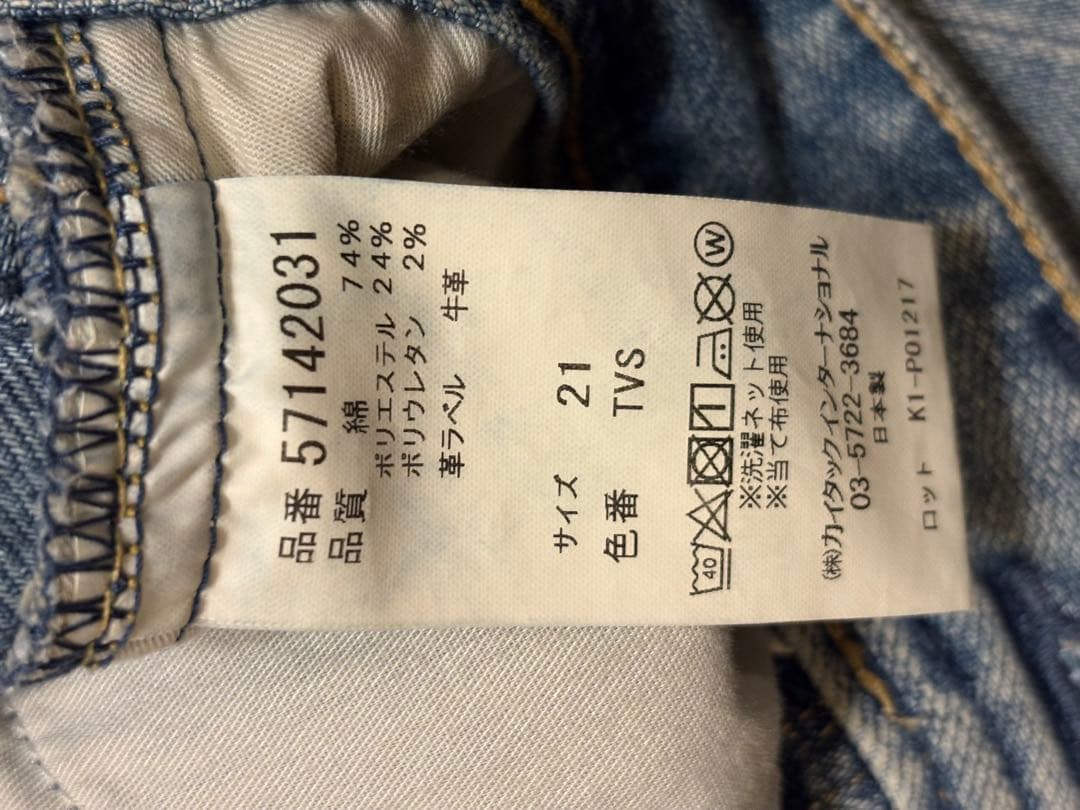 品番 57142031
品質 綿 74%
ポリエステル 24%
ポリウレタン 2%
革ラベル 牛革
サイズ 21
色番 TVS
40 W
※洗濯ネット使用
※当て布使用
㈱カイタックインターナショナル
03-5722-3684
日本製
ロット K1-P01217